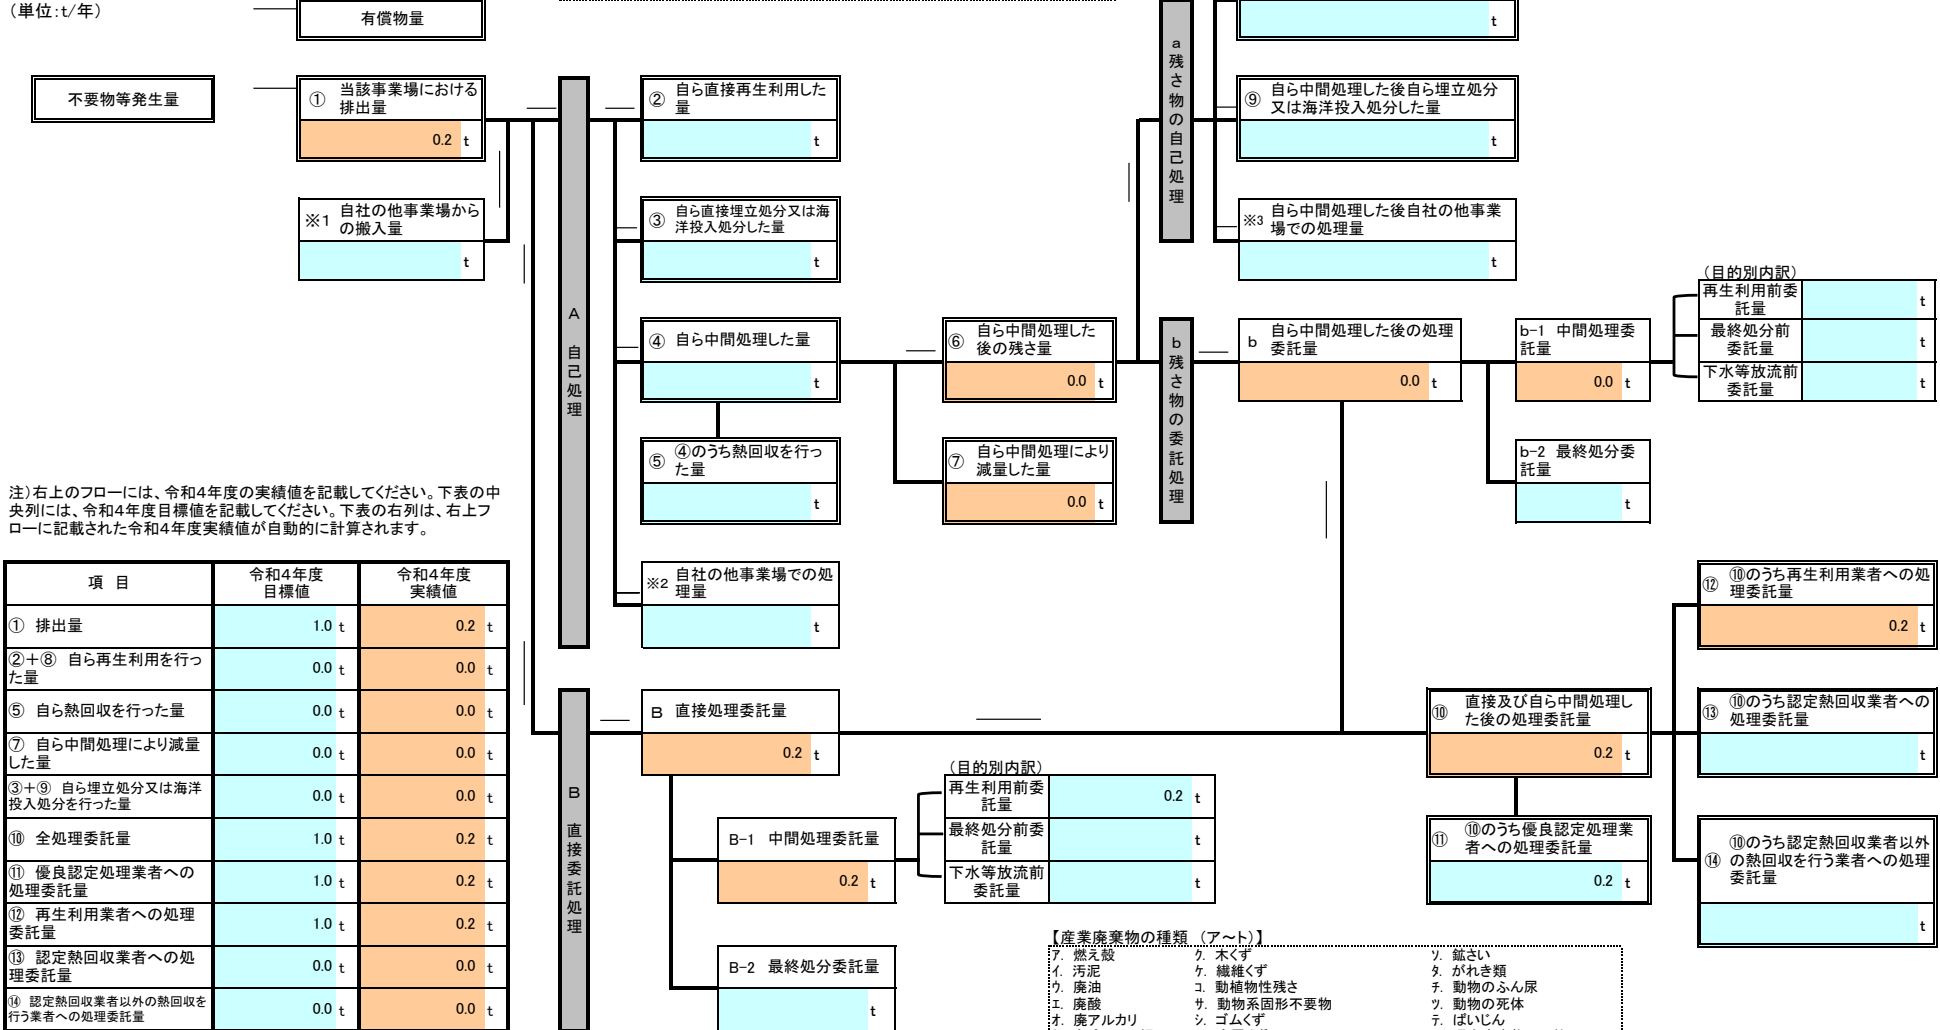 （単位：t/年）
有償物量
t
不要物等発生量
① 当該事業場における
排出量
0.2 t
② 自ら直接再生利用した
量
t
⑨ 自ら中間処理した後自ら埋立処分
又は海洋投入処分した量
t
a
残さ物の自己処理
※1 自社の他事業場から
の搬入量
t
③ 自ら直接埋立処分又は海
洋投入処分した量
t
※3 自ら中間処理した後自社の他事業
場での処理量
t
A
自己処理
④ 自ら中間処理した量
t
⑥ 自ら中間処理した
後の残さ量
0.0 t
b
残さ物の委託処理
b 自ら中間処理した後の処理
委託量
0.0 t
b-1 中間処理委
託量
0.0 t
（目的別内訳）
再生利用前委
託量
t
最終処分前
委託量
t
下水等放流前
委託量
t
⑤ ④のうち熱回収を行っ
た量
t
⑦ 自ら中間処理により
減量した量
0.0 t
b-2 最終処分委
託量
t
注）右上のフローには、令和４年度の実績値を記載してください。下表の中
央列には、令和４年度目標値を記載してください。下表の右列は、右上フ
ローに記載された令和４年度実績値が自動的に計算されます。
※2 自社の他事業場での処
理量
t
⑫ ⑩のうち再生利用業者への処
理委託量
0.2 t
項 目
令和４年度
目標値
令和４年度
実績値
① 排出量 1.0 t 0.2 t
②＋⑧ 自ら再生利用を行っ
た量 0.0 t 0.0 t
⑤ 自ら熱回収を行った量 0.0 t 0.0 t
⑦ 自ら中間処理により減量
した量 0.0 t 0.0 t
③＋⑨ 自ら埋立処分又は海洋
投入処分を行った量 0.0 t 0.0 t
⑩ 全処理委託量 1.0 t 0.2 t
⑪ 優良認定処理業者への
処理委託量 1.0 t 0.2 t
⑫ 再生利用業者への処理
委託量 1.0 t 0.2 t
⑬ 認定熱回収業者への処
理委託量 0.0 t 0.0 t
⑭ 認定熱回収業者以外の熱回収を
行う業者への処理委託量 0.0 t 0.0 t
B
直接委託処理
B 直接処理委託量
0.2 t
⑩ 直接及び自ら中間処理し
た後の処理委託量
0.2 t
⑬ ⑩のうち認定熱回収業者への
処理委託量
t
B-1 中間処理委託量
0.2 t
（目的別内訳）
再生利用前委
託量
0.2 t
最終処分前委
託量
t
下水等放流前
委託量
t
⑪ ⑩のうち優良認定処理業
者への処理委託量
0.2 t
⑭ ⑩のうち認定熱回収業者以外
の熱回収を行う業者への処理
委託量
t
B-2 最終処分委託量
t
【産業廃棄物の種類 （ア～ト）】
ア. 燃え殻 ク. 木くず ソ. 鉱さい
イ. 汚泥 ケ. 繊維くず タ. がれき類
ウ. 廃油 コ. 動植物性残さ チ. 動物のふん尿
エ. 廃酸 サ. 動物系固形不要物 ツ. 動物の死体
オ. 廃アルカリ シ. ゴムくず テ. ばいじん